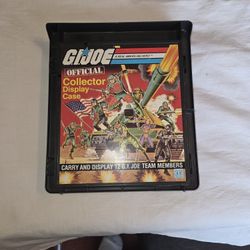 G.I.JOE
A REAL AMERICAN HERO
OFFICIAL
Collector
Display
Case
CARRY AND DISPLAY 12 G.I. JOE TEAM MEMBERS